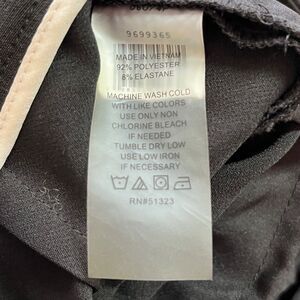 9699365
MADE IN VIETNAM
92% POLYESTER
8% ELASTANE
MACHINE WASH COLD
WITH LIKE COLORS
USE ONLY NON
CHLORINE BLEACH
IF NEEDED
TUMBLE DRY LOW
USE LOW IRON
IF NECESSARY
RN#51323